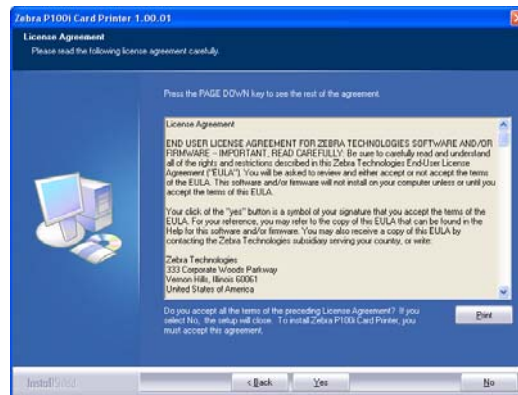 Zebra P100i Card Printer 1.00.01
License Agreement
Please read the following license agreement carefully.
Press the PAGE DOWN key to see the rest of the agreement.
License Agreement
END USER LICENSE AGREEMENT FOR ZEBRA TECHNOLOGIES SOFTWARE AND/OR
FIRMWARE – IMPORTANT, READ CAREFULLY: Be sure to carefully read and understand
all of the rights and restrictions described in this Zebra Technologies End-User License
Agreement ("EULA"). You will be asked to review and either accept or not accept the terms
of the EULA. This software and/or firmware will not install on your computer unless or until you
accept the terms of this EULA.
Your click of the "yes" button is a symbol of your signature that you accept the terms of the
EULA. For your reference, you may refer to the copy of this EULA that can be found in the
Help for this software and/or firmware. You may also receive a copy of this EULA by
contacting the Zebra Technologies subsidiary serving your country, or write:
Zebra Technologies
333 Corporate Woods Parkway
Vernon Hills, Illinois 60061
United States of America
Do you accept all the terms of the preceding License Agreement? If you
select No, the setup will close. To install Zebra P100i Card Printer, you
must accept this agreement.
Print
InstallShield
< Back
Yes
No